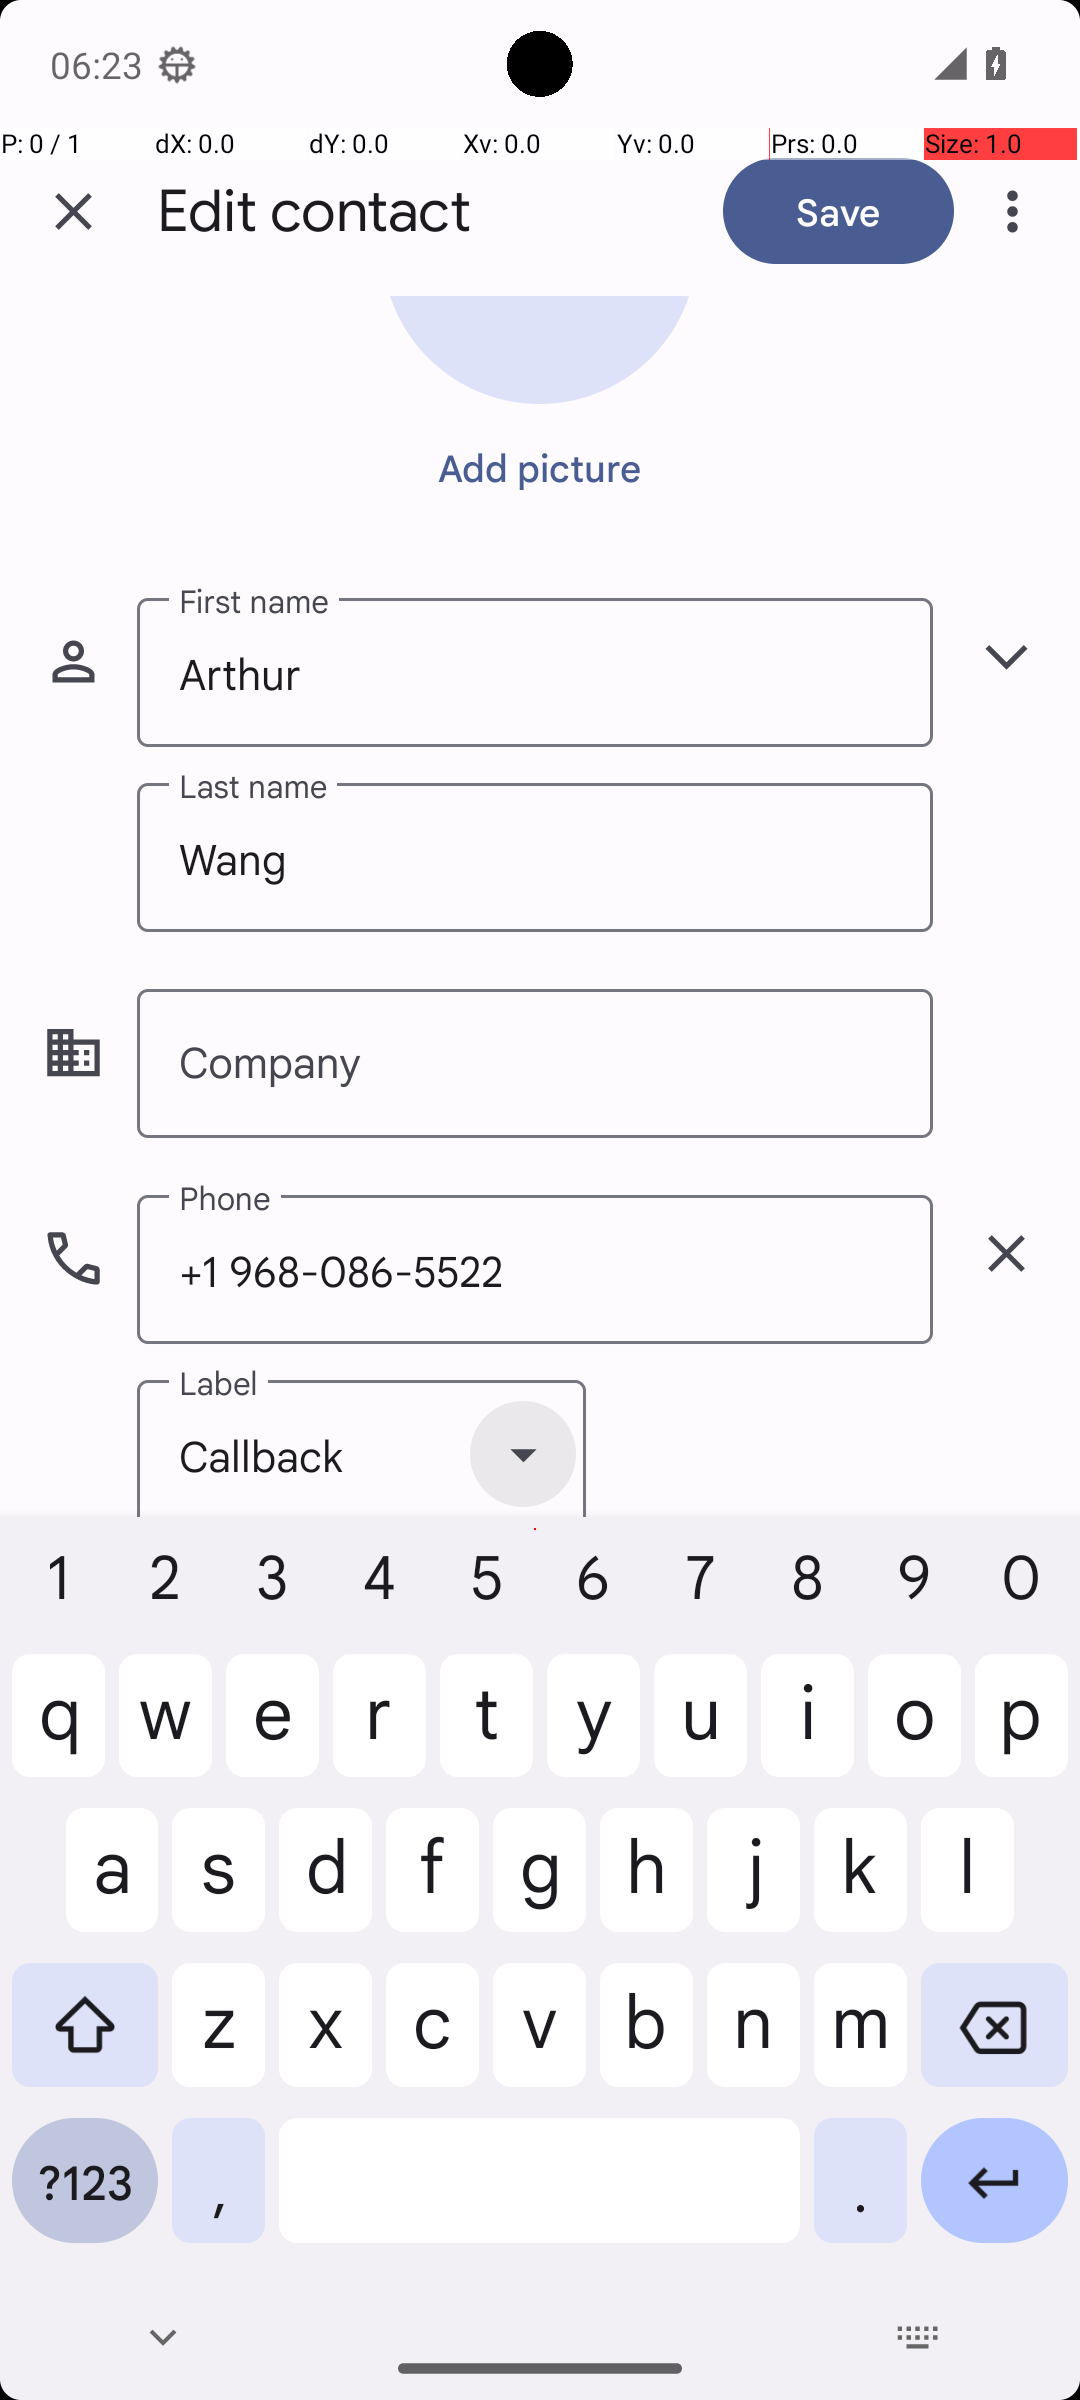 06:23
P: 0 / 1 dX: 0.0 dY: 0.0 Xv: 0.0 Yv: 0.0 Prs: 0.0 Size: 1.0
Edit contact Save
Add picture
First name
Arthur
Last name
Wang
Company
Phone
+1 968-086-5522
Label
Callback
1 2 3 4 5 6 7 8 9 0
q w e r t y u i o p
a s d f g h j k l
z x c v b n m
?123 , .